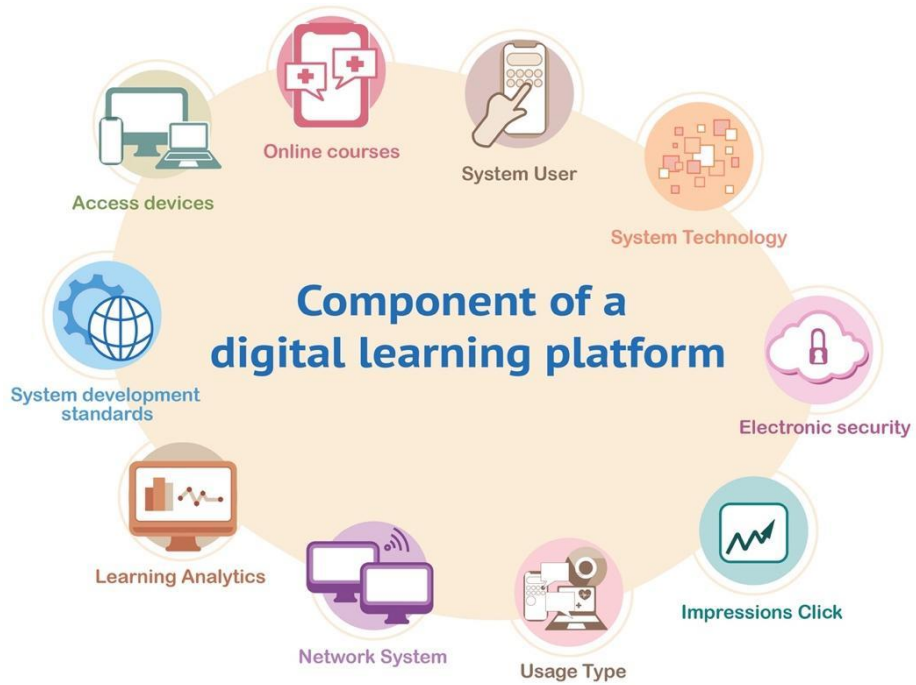 Online courses
System User
Access devices
System Technology
Component of a
digital learning platform
System development
standards
Electronic security
Learning Analytics
Impressions Click
Network System
Usage Type